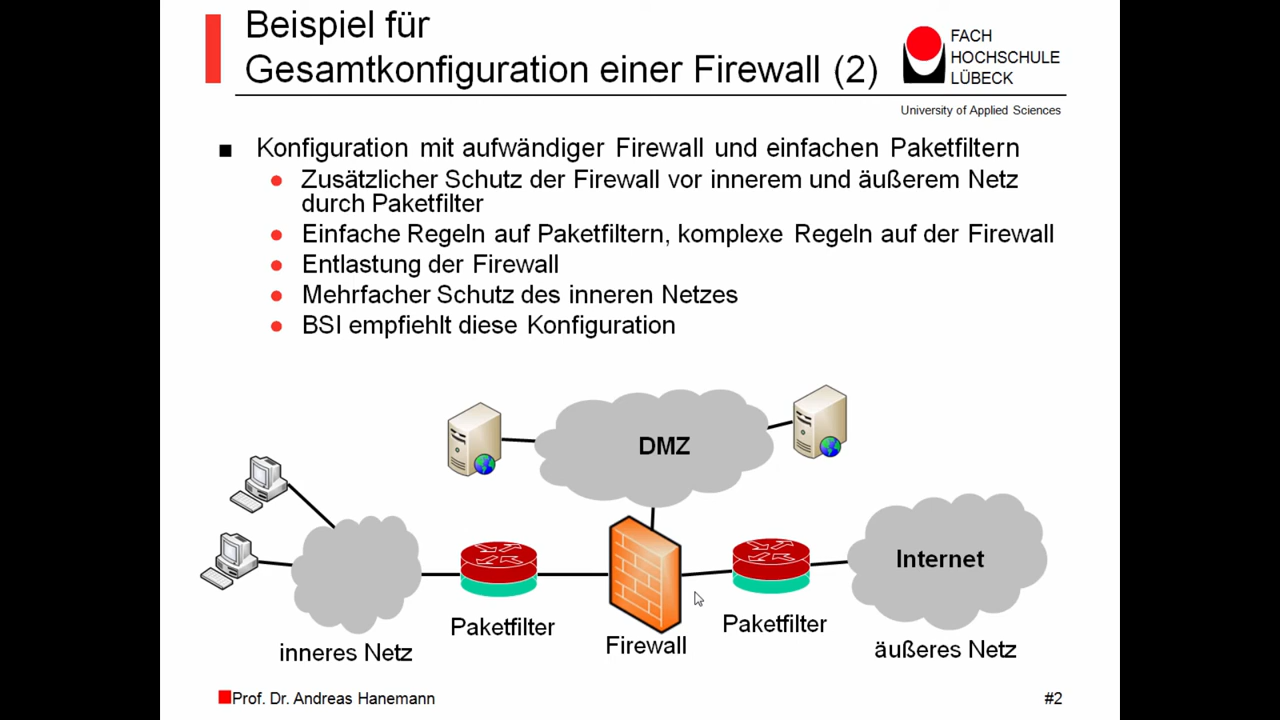 Beispiel für
Gesamtkonfiguration einer Firewall (2)
FACH
HOCHSCHULE
LÜBECK
University of Applied Sciences
Konfiguration mit aufwändiger Firewall und einfachen Paketfiltern
Zusätzlicher Schutz der Firewall vor innerem und äußerem Netz
durch Paketfilter
Einfache Regeln auf Paketfiltern, komplexe Regeln auf der Firewall
Entlastung der Firewall
Mehrfacher Schutz des inneren Netzes
BSI empfiehlt diese Konfiguration
DMZ
Internet
Paketfilter
Firewall
Paketfilter
inneres Netz
äußeres Netz
Prof. Dr. Andreas Hanemann
#2